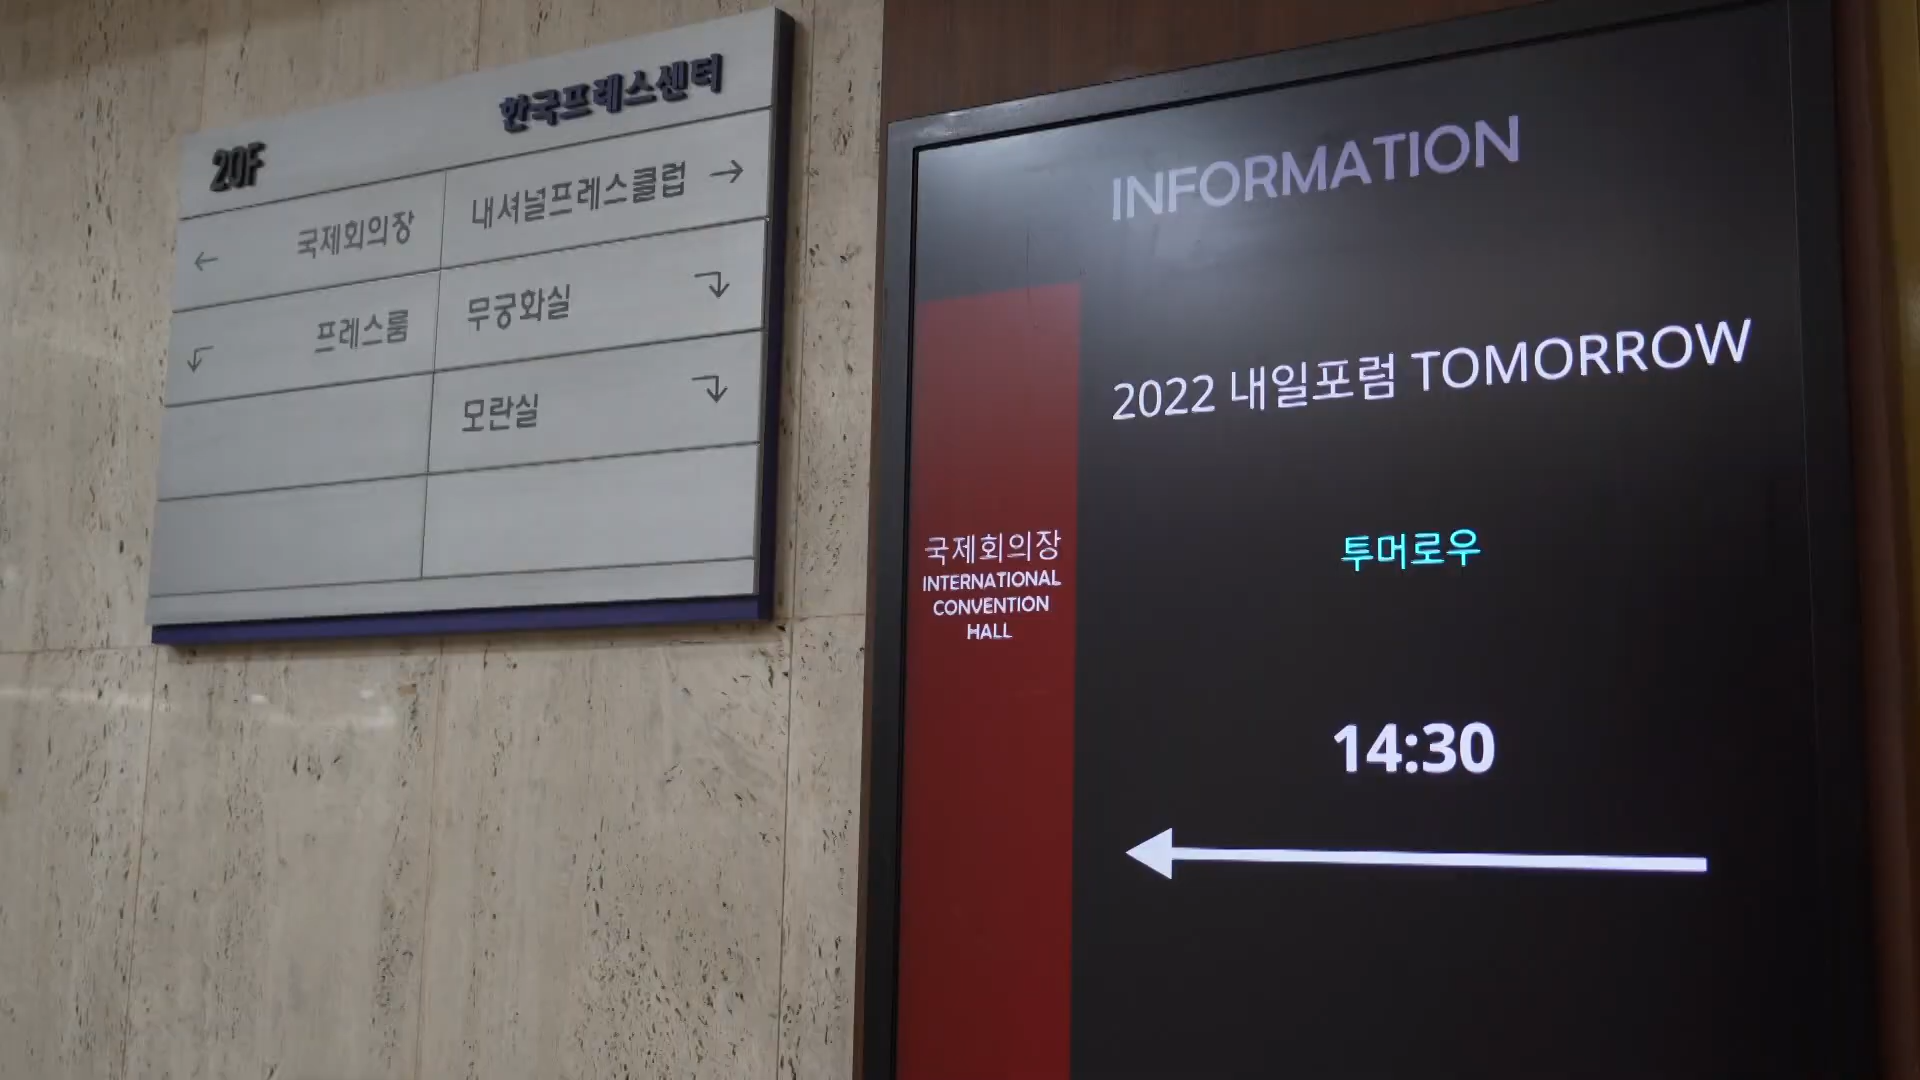 한국프레스센터
20F
← 국제회의장
내셔널프레스클럽 →
프레스룸
무궁화실
모란실
INFORMATION
2022 내일포럼 TOMORROW
투머로우
14:30
국제회의장
INTERNATIONAL
CONVENTION
HALL